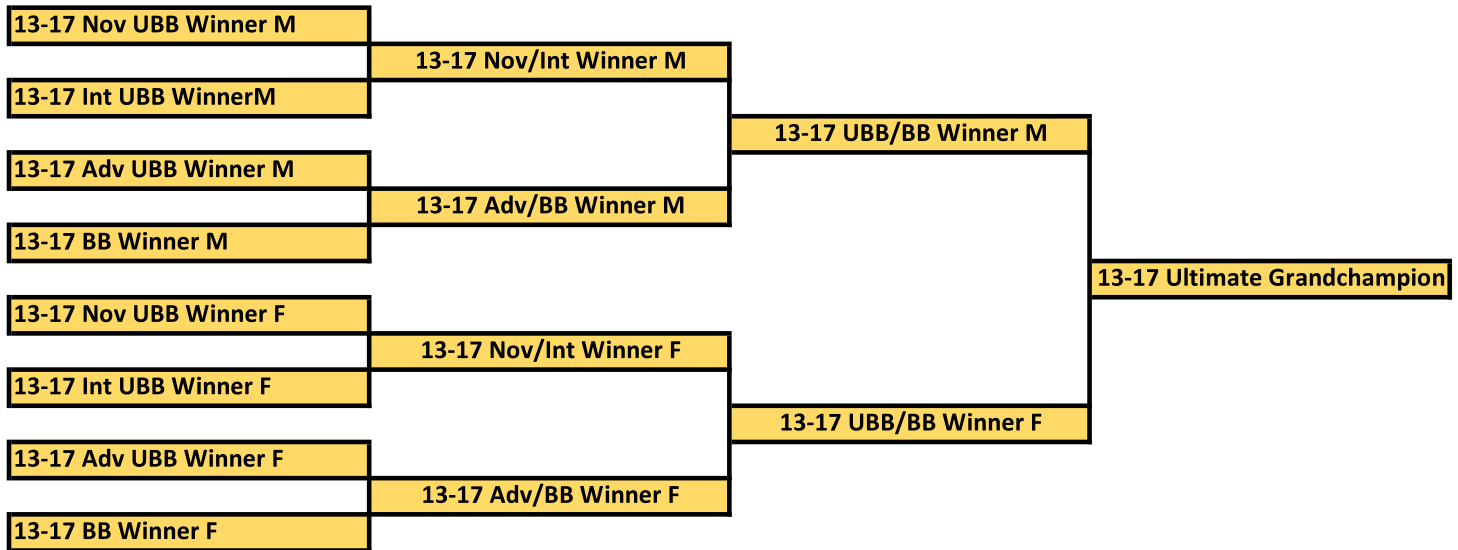 13-17 Nov UBB Winner M
13-17 Nov/Int Winner M
13-17 Int UBB WinnerM
13-17 UBB/BB Winner M
13-17 Adv UBB Winner M
13-17 Adv/BB Winner M
13-17 BB Winner M
13-17 Ultimate Grandchampion
13-17 Nov UBB Winner F
13-17 Nov/Int Winner F
13-17 Int UBB Winner F
13-17 UBB/BB Winner F
13-17 Adv UBB Winner F
13-17 Adv/BB Winner F
13-17 BB Winner F